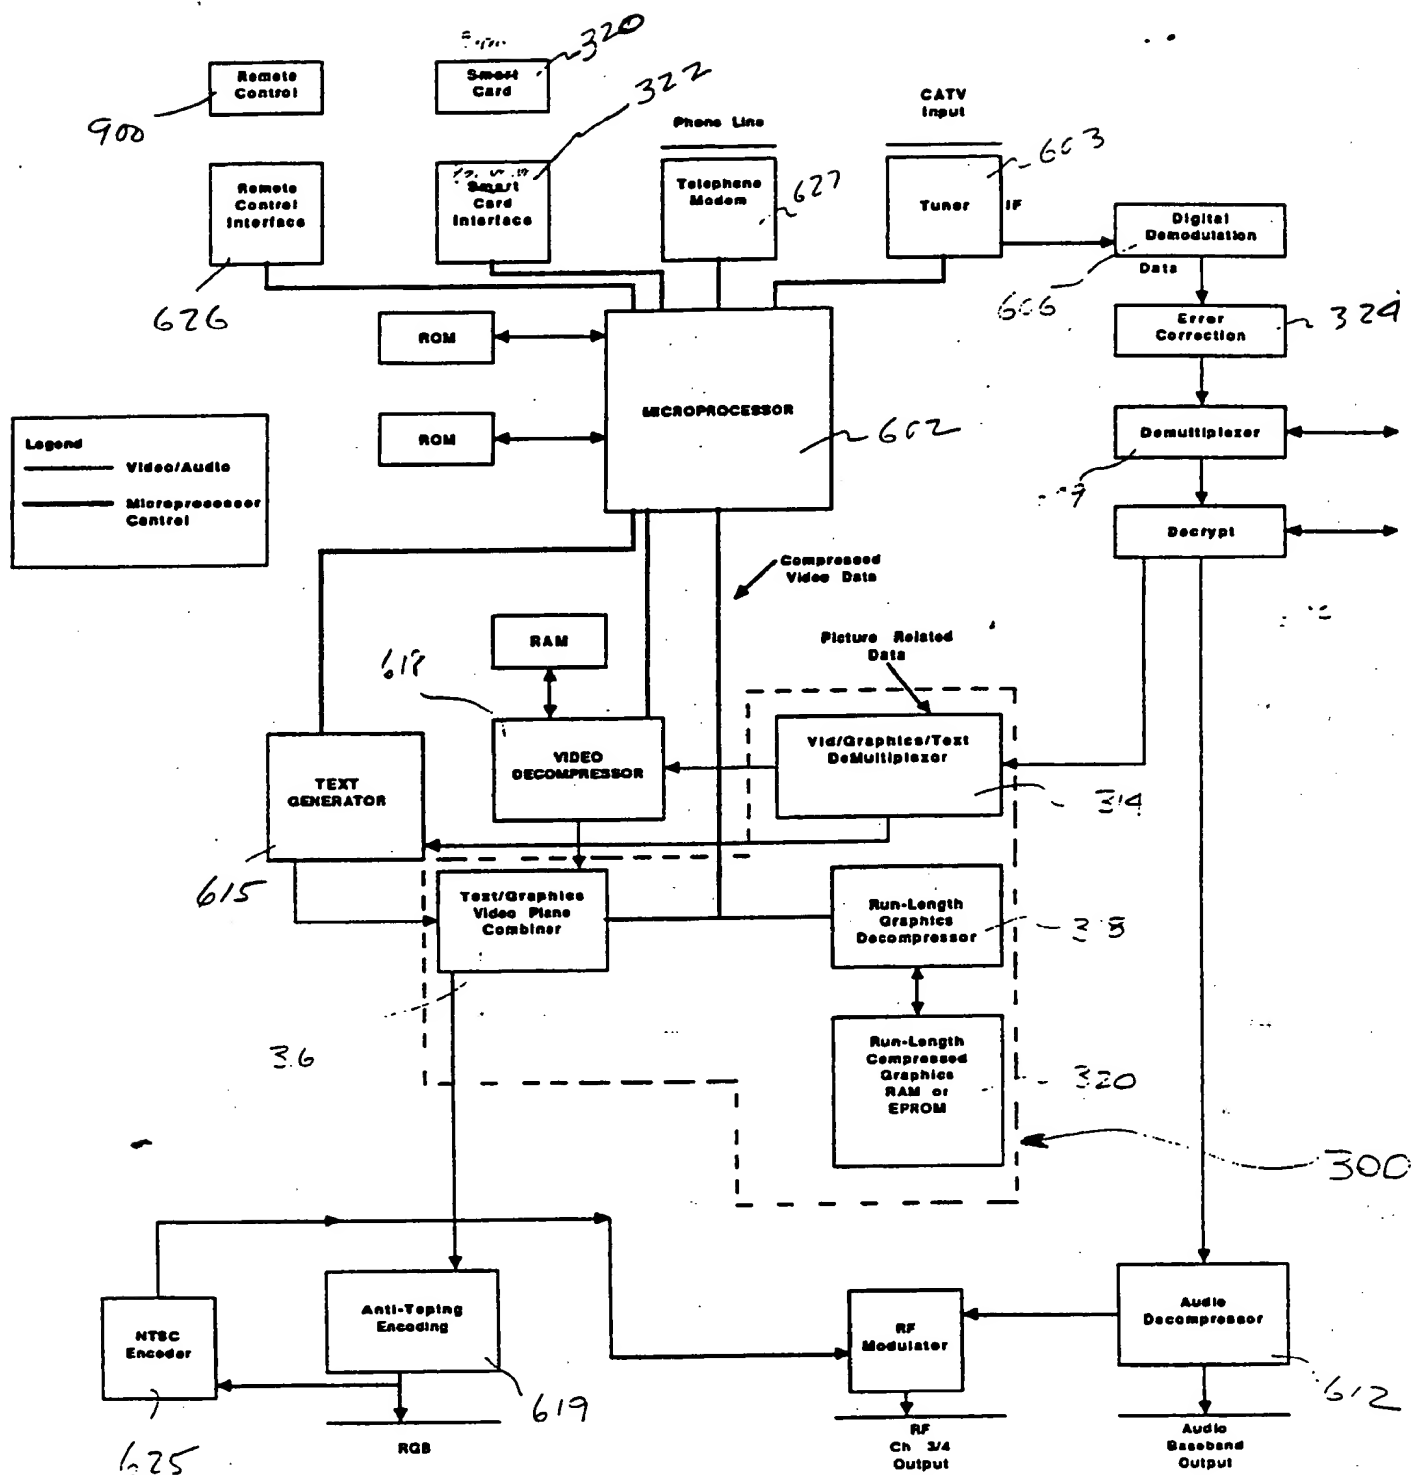 320
Remote
Control
Smart
Card
900
322
CATV
Input
Phone Line
603
Remote
Control
Interface
Smart
Card
Interface
Telephone
Modem
627
Tuner
IF
Digital
Demodulation
Data
626
606
ROM
Error
Correction
324
MICROPROCESSOR
602
ROM
Demultiplexer
Legend
Video/Audio
Microprocessor
Control
Decrypt
Compressed
Video Data
RAM
Picture Related
Data
618
Vid/Graphics/Text
DeMultiplexor
VIDEO
DECOMPRESSOR
TEXT
GENERATOR
314
615
Text/Graphics
Video Plane
Combiner
Run-Length
Graphics
Decompressor
Run-Length
Compressed
Graphics
RAM or
EPROM
320
300
Anti-Taping
Encoding
Audio
Decompressor
NTSC
Encoder
RF
Modulator
619
612
625
RGB
RF
Ch 3/4
Output
Audio
Baseband
Output